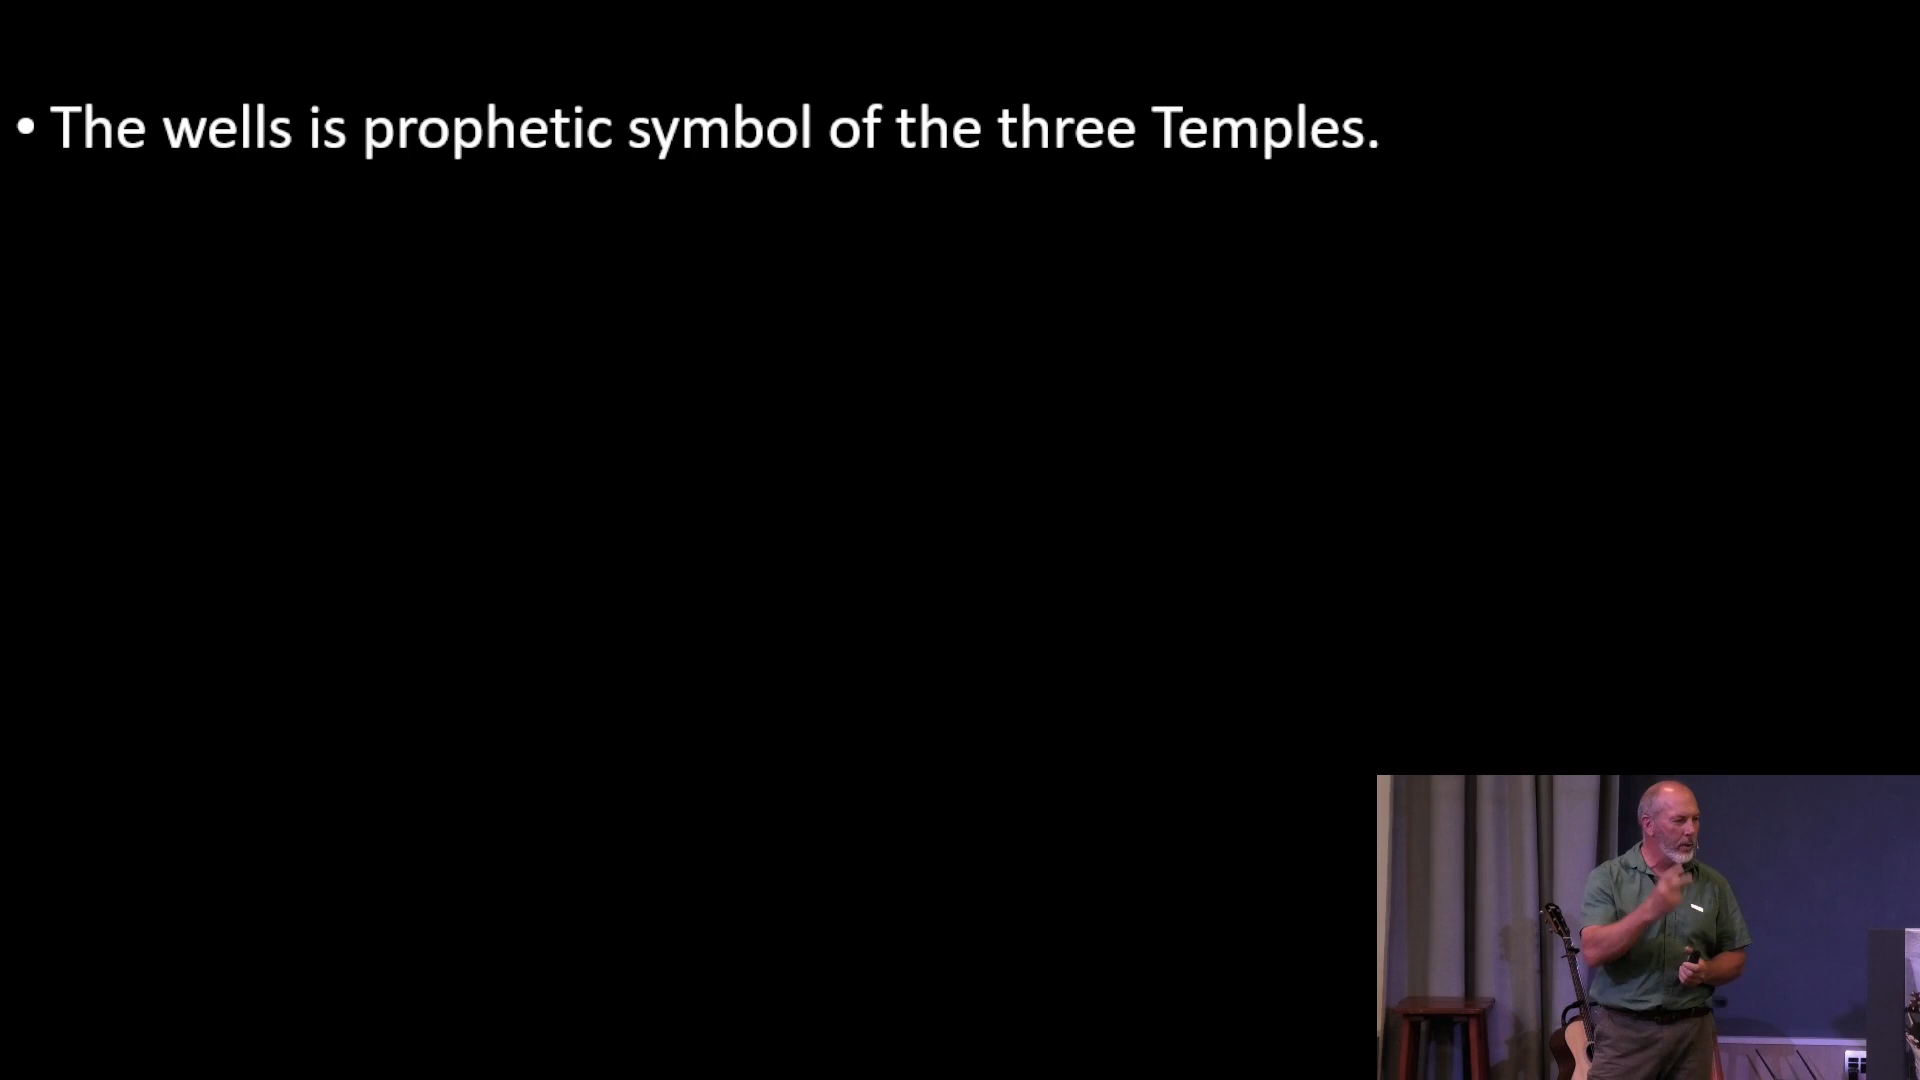 • The wells is prophetic symbol of the three Temples.